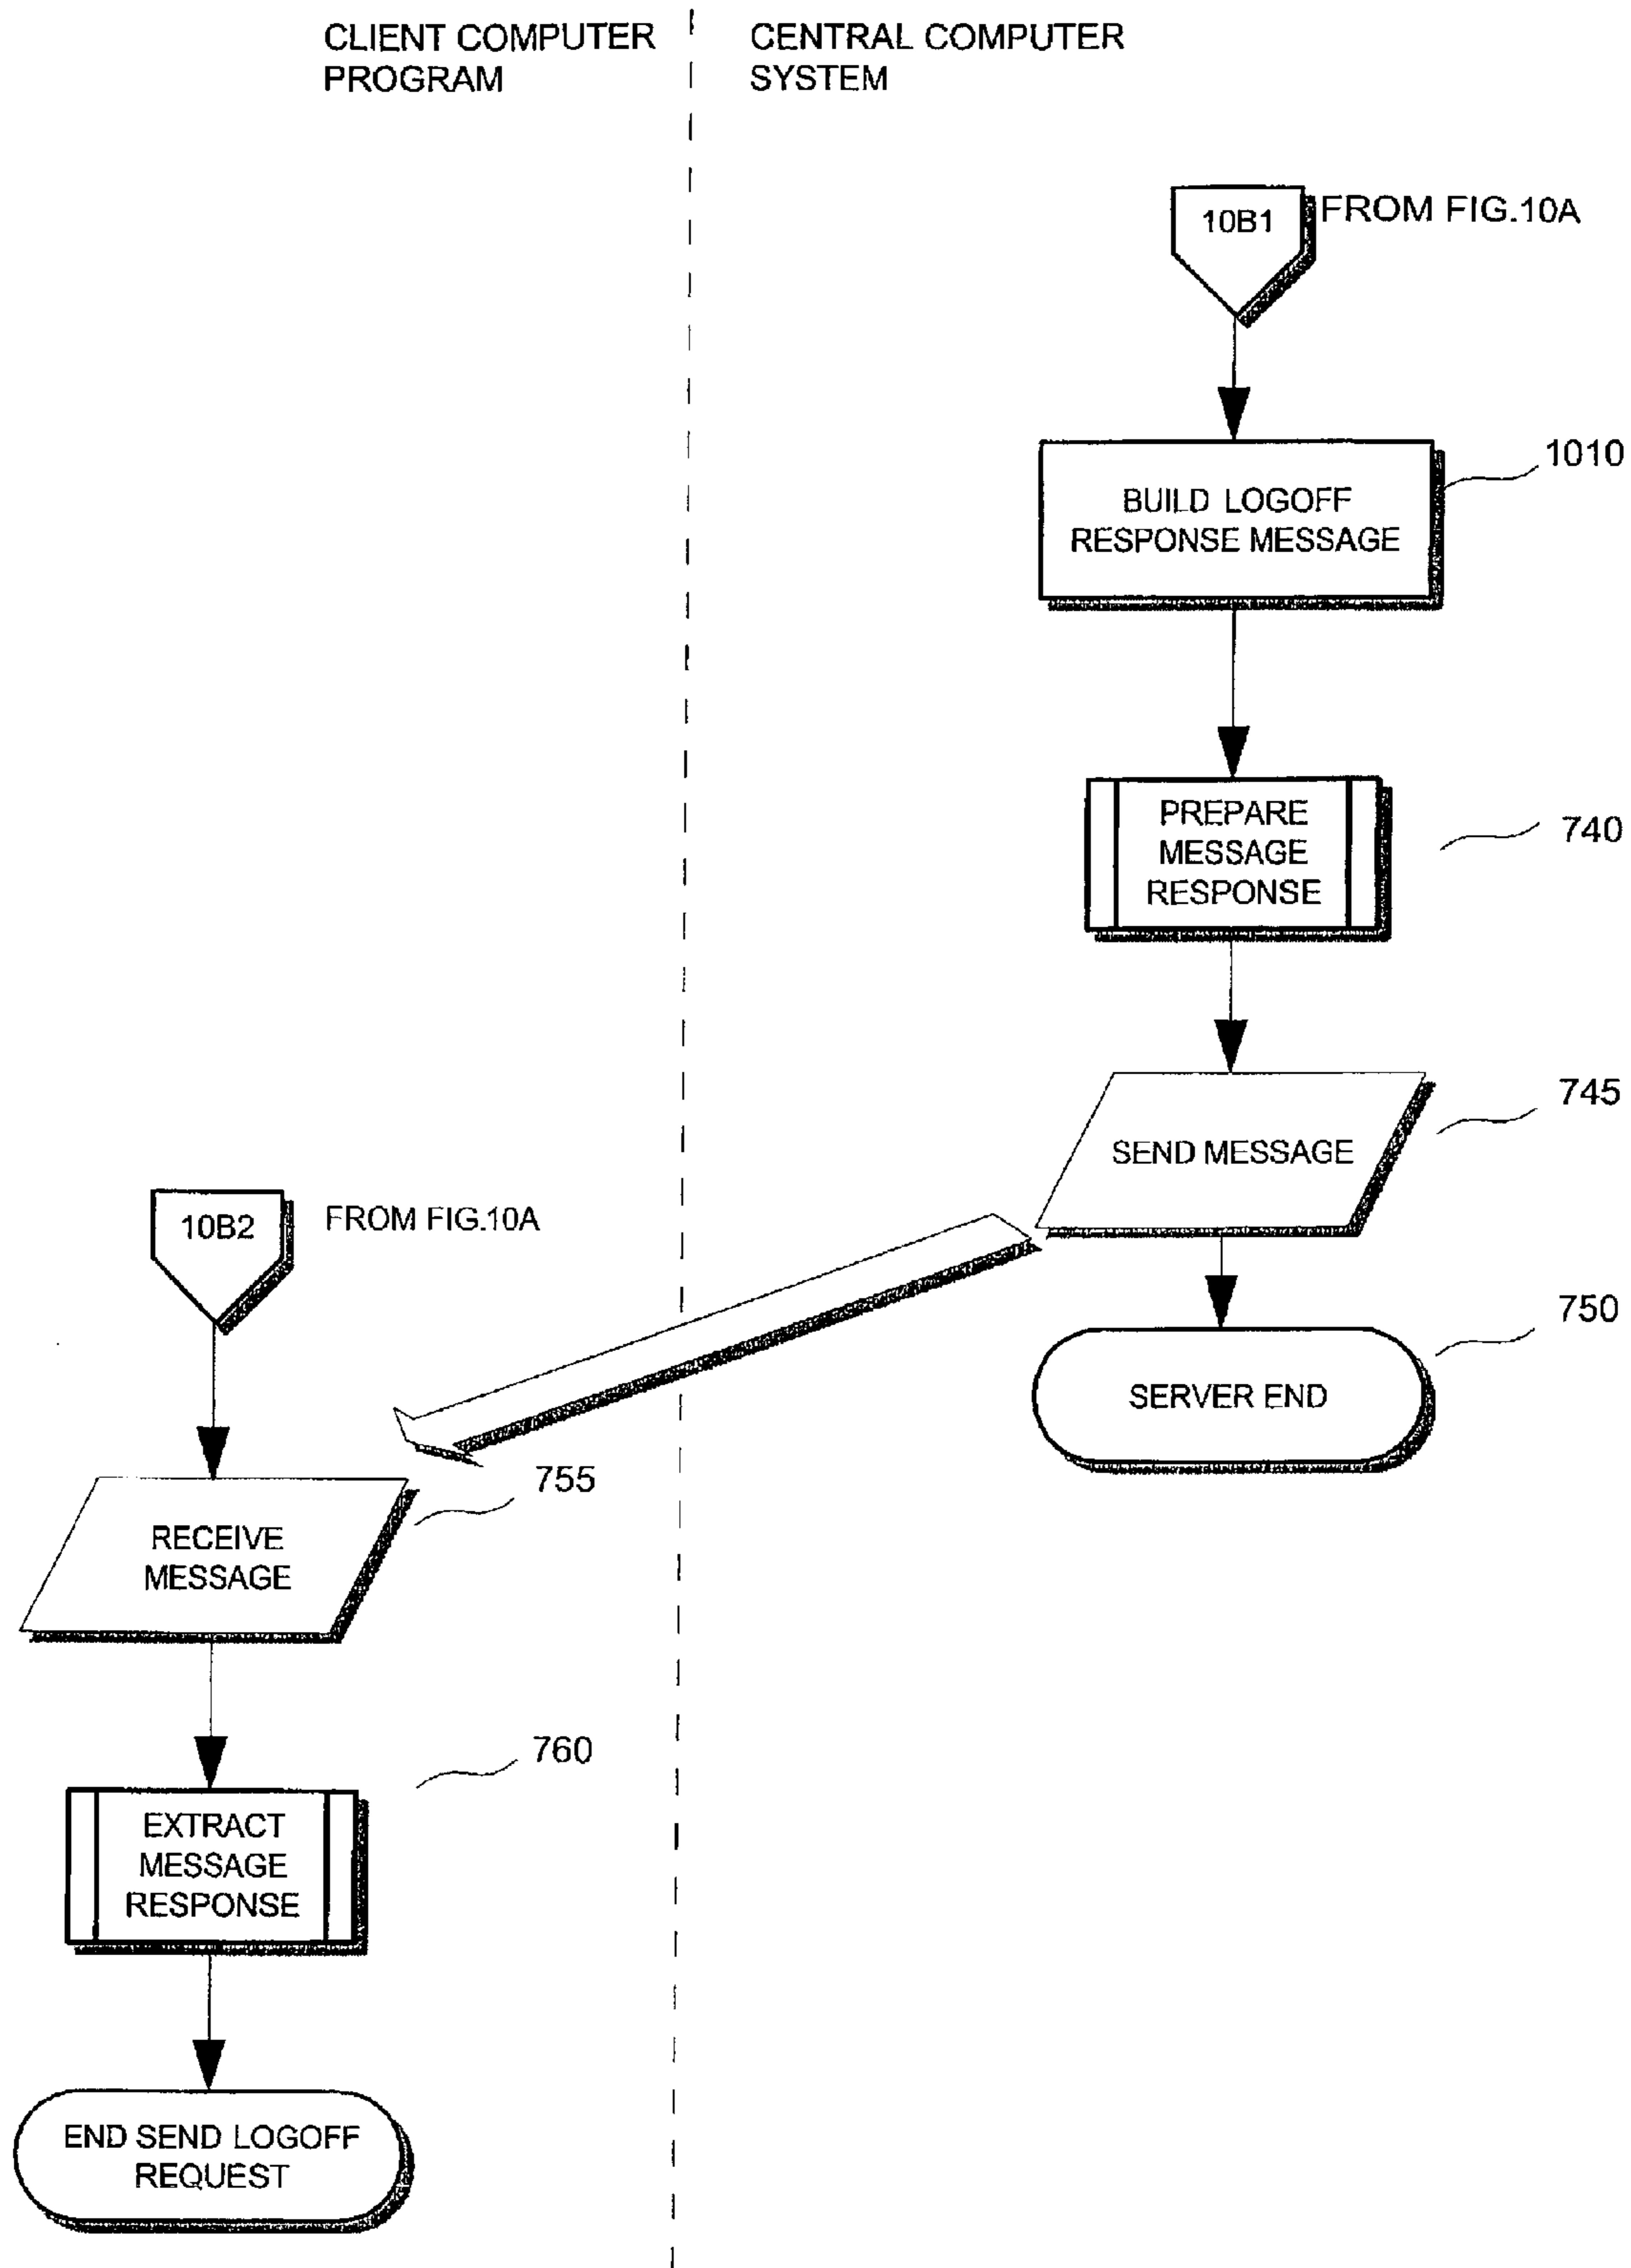 CLIENT COMPUTER
PROGRAM
CENTRAL COMPUTER
SYSTEM
10B1
FROM FIG.10A
1010
BUILD LOGOFF
RESPONSE MESSAGE
740
PREPARE
MESSAGE
RESPONSE
745
SEND MESSAGE
10B2
FROM FIG.10A
750
SERVER END
755
RECEIVE
MESSAGE
760
EXTRACT
MESSAGE
RESPONSE
END SEND LOGOFF
REQUEST